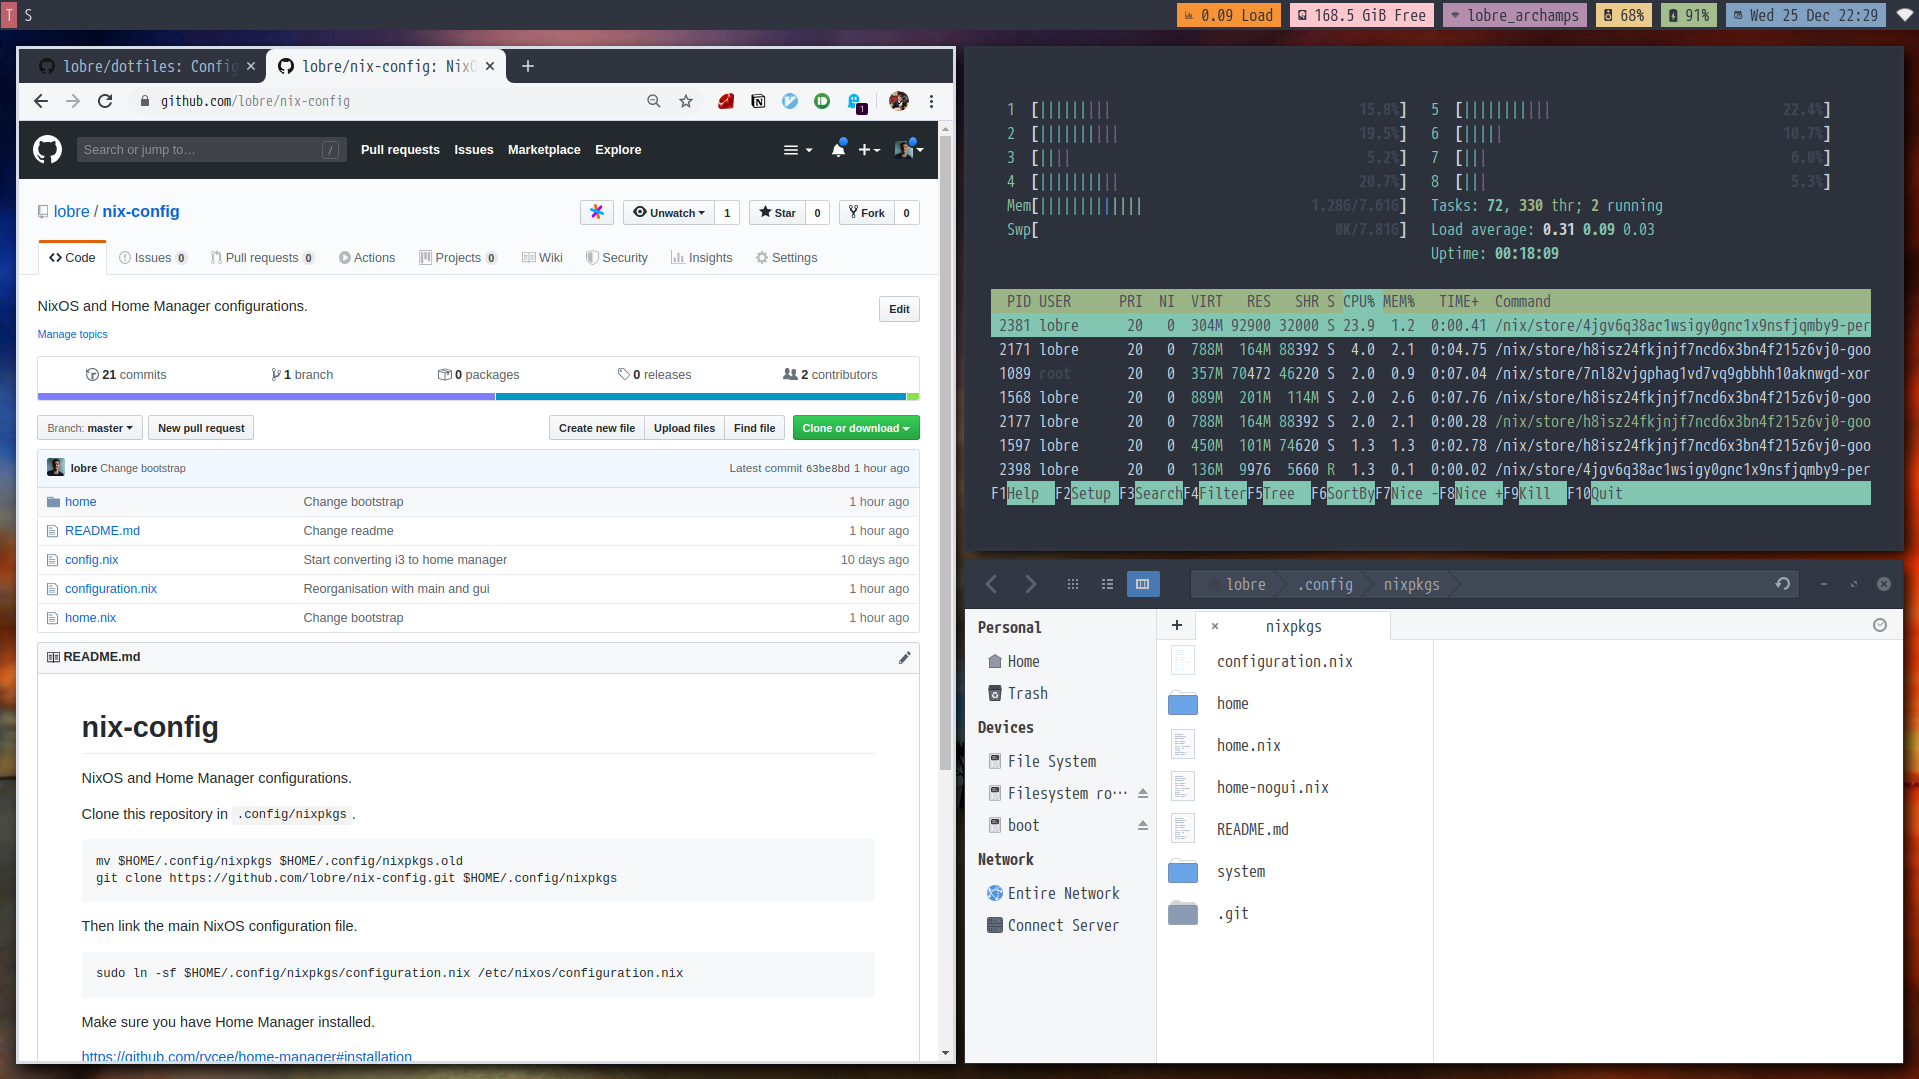 T S
0.09 Load 168.5 GiB Free lobre_archamps 68% 91% Wed 25 Dec 22:29
lobre/dotfiles: Config lobre/nix-config: NixO
github.com/lobre/nix-config
1
Search or jump to… / Pull requests Issues Marketplace Explore
lobre / nix-config
Unwatch 1 Star 0 Fork 0
Code Issues 0 Pull requests 0 Actions Projects 0 Wiki Security Insights Settings
NixOS and Home Manager configurations. Edit
Manage topics
21 commits 1 branch 0 packages 0 releases 2 contributors
Branch: master New pull request Create new file Upload files Find file Clone or download
lobre Change bootstrap Latest commit 63be8bd 1 hour ago
home Change bootstrap 1 hour ago
README.md Change readme 1 hour ago
config.nix Start converting i3 to home manager 10 days ago
configuration.nix Reorganisation with main and gui 1 hour ago
home.nix Change bootstrap 1 hour ago
README.md
nix-config
NixOS and Home Manager configurations.
Clone this repository in .config/nixpkgs.
mv $HOME/.config/nixpkgs $HOME/.config/nixpkgs.old
git clone https://github.com/lobre/nix-config.git $HOME/.config/nixpkgs
Then link the main NixOS configuration file.
sudo ln -sf $HOME/.config/nixpkgs/configuration.nix /etc/nixos/configuration.nix
Make sure you have Home Manager installed.
https://github.com/rycee/home-manager#installation
1 [||||||||| 15.8%] 5 [||||||||||| 22.4%]
2 [|||||||||| 19.5%] 6 [||||| 10.7%]
3 [|||| 5.2%] 7 [||| 6.0%]
4 [|||||||||| 20.7%] 8 [||| 5.3%]
Mem[||||||||||||| 1.28G/7.61G] Tasks: 72, 330 thr; 2 running
Swp[ 0K/7.81G] Load average: 0.31 0.09 0.03
Uptime: 00:18:09
PID USER PRI NI VIRT RES SHR S CPU% MEM% TIME+ Command
2381 lobre 20 0 304M 92900 32000 S 23.9 1.2 0:00.41 /nix/store/4jgv6q38ac1wsigy0gnc1x9nsfjqmby9-per
2171 lobre 20 0 788M 164M 88392 S 4.0 2.1 0:04.75 /nix/store/h8isz24fkjnjf7ncd6x3bn4f215z6vj0-goo
1089 root 20 0 357M 70472 46220 S 2.0 0.9 0:07.04 /nix/store/7nl82vjgphag1vd7vq9gbbhh10aknwgd-xor
1568 lobre 20 0 889M 201M 114M S 2.0 2.6 0:07.76 /nix/store/h8isz24fkjnjf7ncd6x3bn4f215z6vj0-goo
2177 lobre 20 0 788M 164M 88392 S 2.0 2.1 0:00.28 /nix/store/h8isz24fkjnjf7ncd6x3bn4f215z6vj0-goo
1597 lobre 20 0 450M 101M 74620 S 1.3 1.3 0:02.78 /nix/store/h8isz24fkjnjf7ncd6x3bn4f215z6vj0-goo
2398 lobre 20 0 136M 9976 5660 R 1.3 0.1 0:00.02 /nix/store/4jgv6q38ac1wsigy0gnc1x9nsfjqmby9-per
F1Help F2Setup F3SearchF4FilterF5Tree F6SortByF7Nice -F8Nice +F9Kill F10Quit
lobre .config nixpkgs
Personal
Home
Trash
Devices
File System
Filesystem ro…
boot
Network
Entire Network
Connect Server
nixpkgs
configuration.nix
home
home.nix
home-nogui.nix
README.md
system
.git